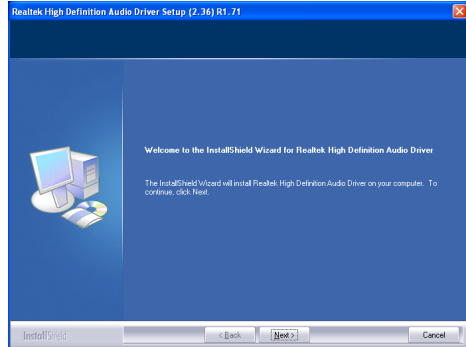 Realtek High Definition Audio Driver Setup (2.36) R1.71
Welcome to the InstallShield Wizard for Realtek High Definition Audio Driver
The InstallShield Wizard will install Realtek High Definition Audio Driver on your computer. To
continue, click Next.
InstallShield
< Back
Next >
Cancel